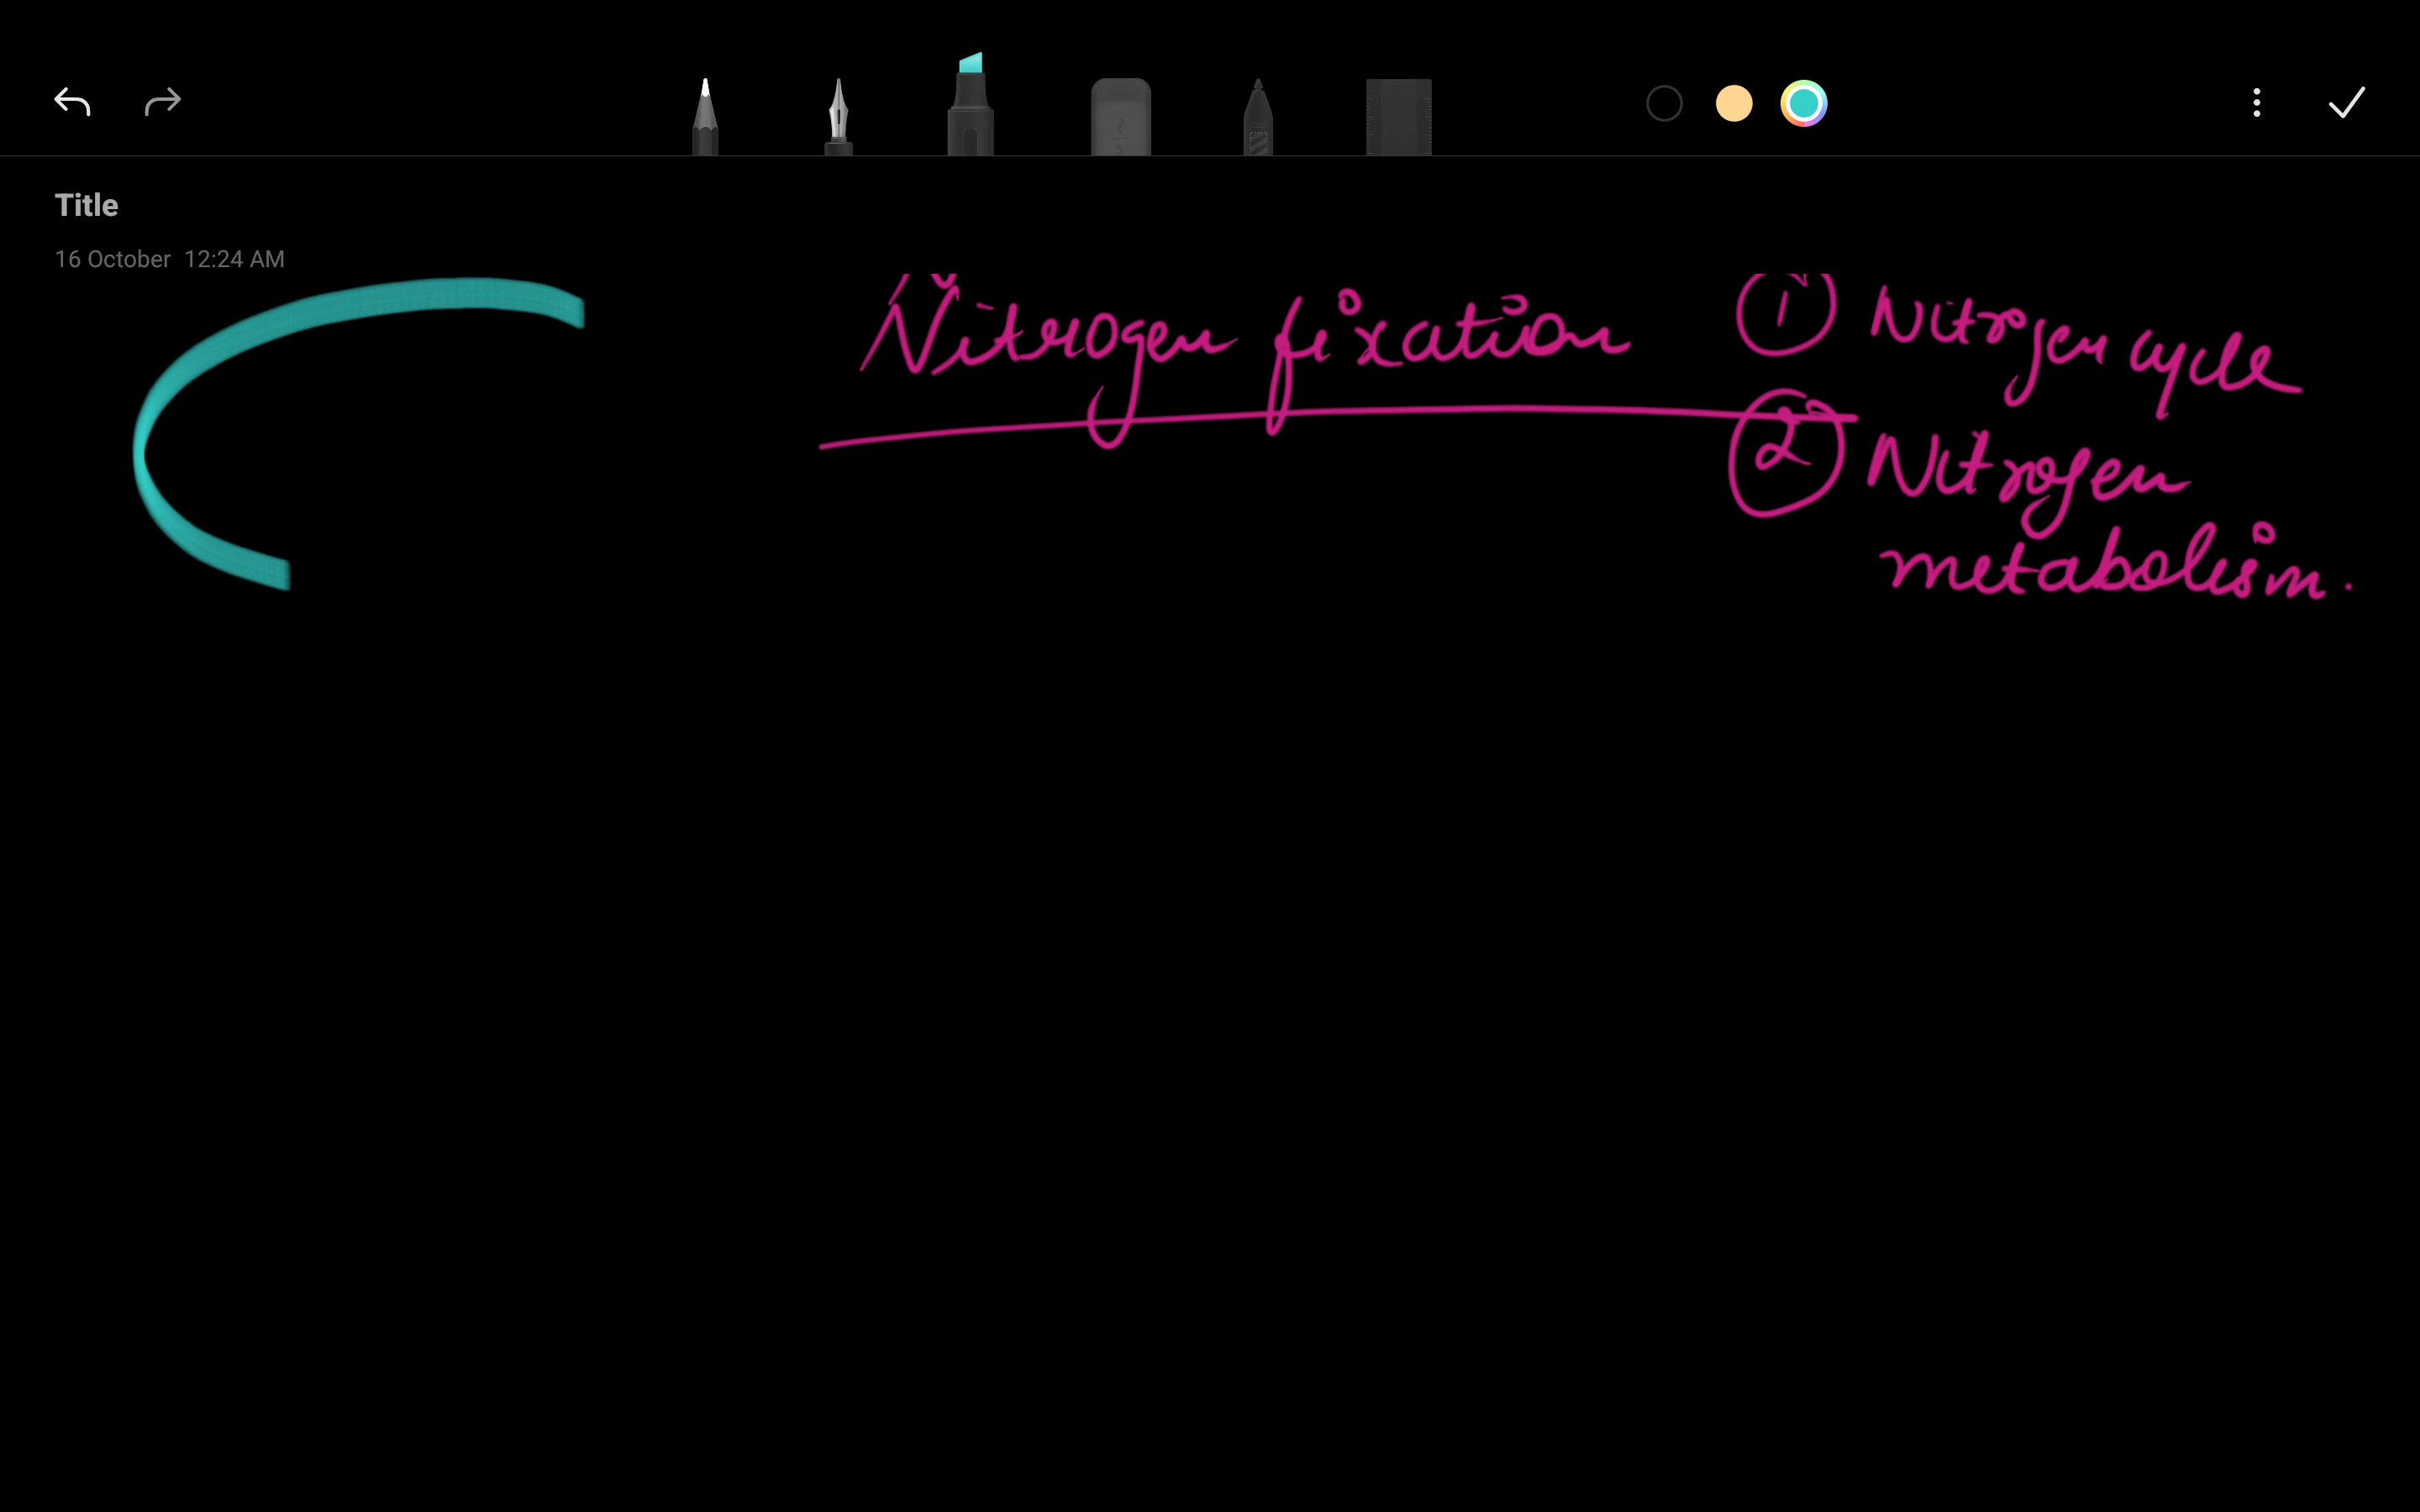 Title
16 October 12:24 AM
Nitrogen fixation
① Nitrogen cycle
② Nitrogen
metabolism.